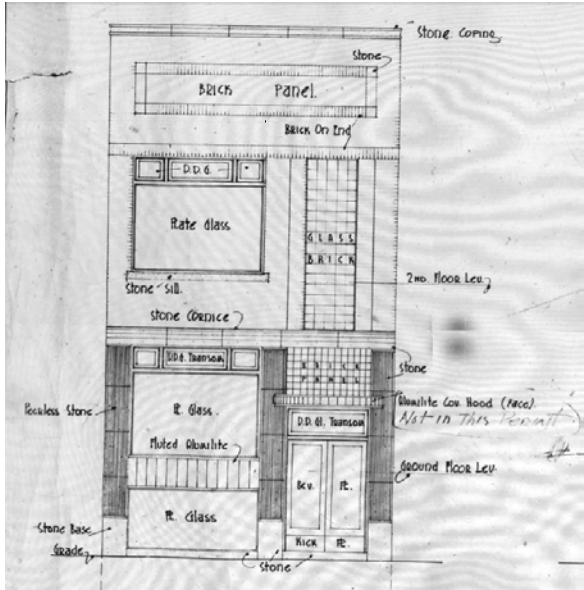 Stone Coping
Stone
BRICK Panel.
BRICK On End
D.D.G.
Plate Glass
GLASS
BRICK
Stone Sill.
2ND. FLOOR Lev.
Stone CORNICE
D.D.G. Transom
BRICK
PANEL
Stone
Peerless Stone
Pl. Glass.
Alumilite Cov. Hood (Face).
Not in This Permit
D.D. Gl. Transom
Fluted Alumilite
GROUND FLOOR Lev.
Bev. Pl.
Pl. Glass
Stone Base
KICK PL.
GRADE
Stone